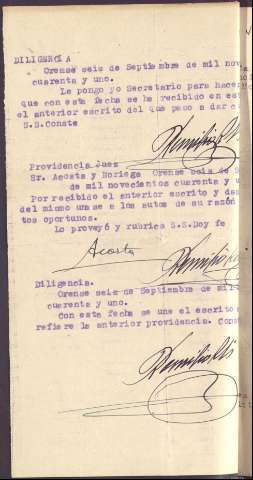 DILIGENCIA
Orense seis de Septiembre de mil nov
cuarenta y uno.
La pongo yo Secretario para hacer
que con esta fecha se ha recibido en est
el anterior escrito del que paso a dar c
S.S. Conste
Providencia Juez
Sr. Acosta y Noriega Orense seis de S
de mil novecientos cuarenta y u
Por recibido el anterior escrito y da
del mismo unase a los autos de su razón
tos oportunos.
Lo proveyó y rubrica S.S. Doy fe
Acosta
Diligencia.
Orense seis de Septiembre de mil
cuarenta y uno.
Con esta fecha se une el escrito
refiere la anterior providencia. Cons